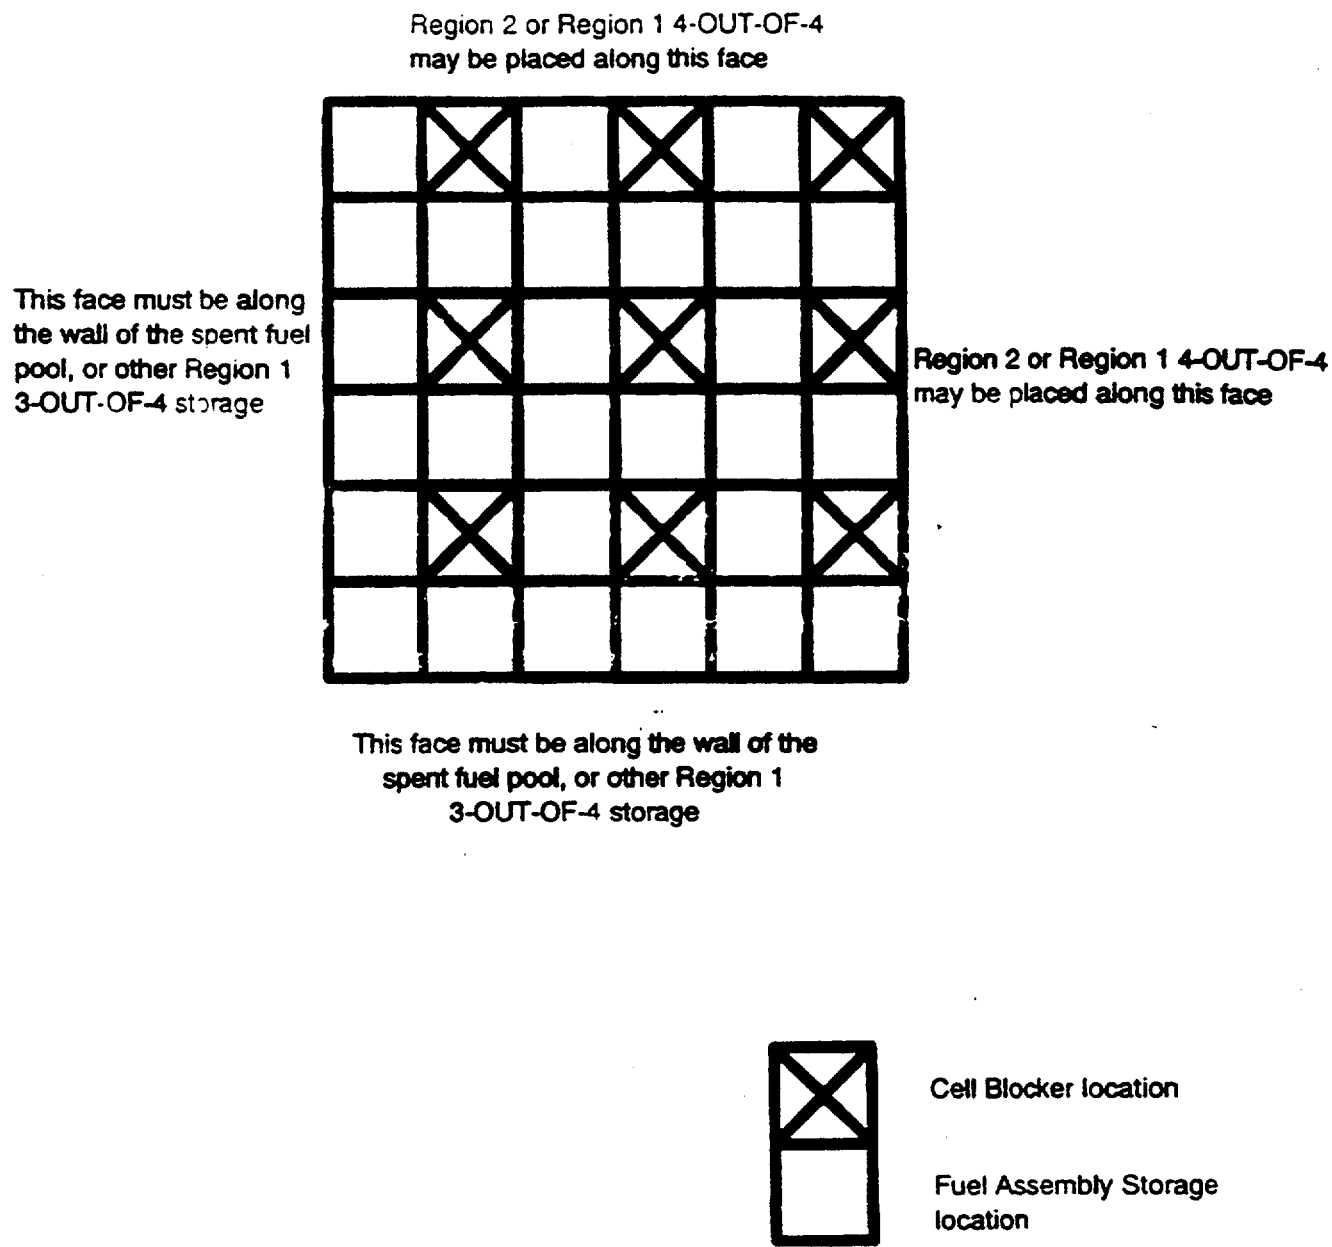 Region 2 or Region 1 4-OUT-OF-4
may be placed along this face
This face must be along
the wall of the spent fuel
pool, or other Region 1
3-OUT-OF-4 storage
Region 2 or Region 1 4-OUT-OF-4
may be placed along this face
This face must be along the wall of the
spent fuel pool, or other Region 1
3-OUT-OF-4 storage
Cell Blocker location
Fuel Assembly Storage
location